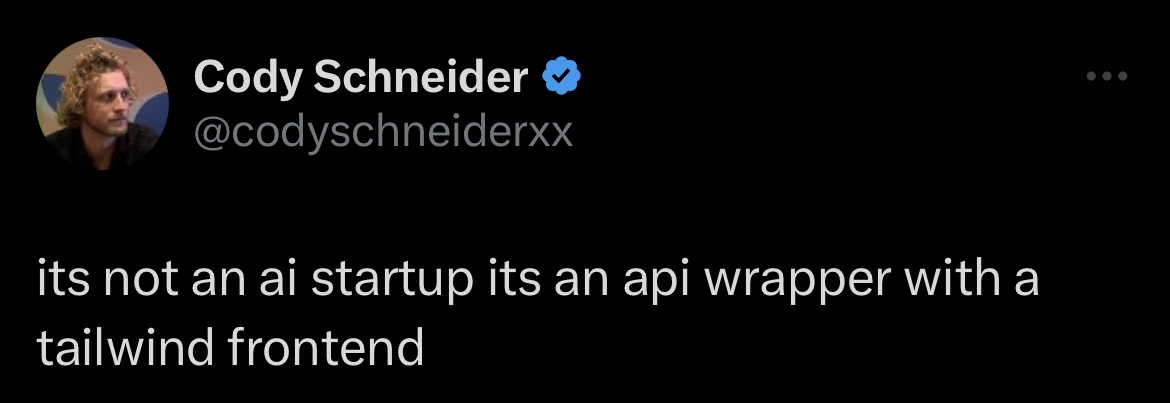 Cody Schneider
@codyschneiderxx
its not an ai startup its an api wrapper with a
tailwind frontend